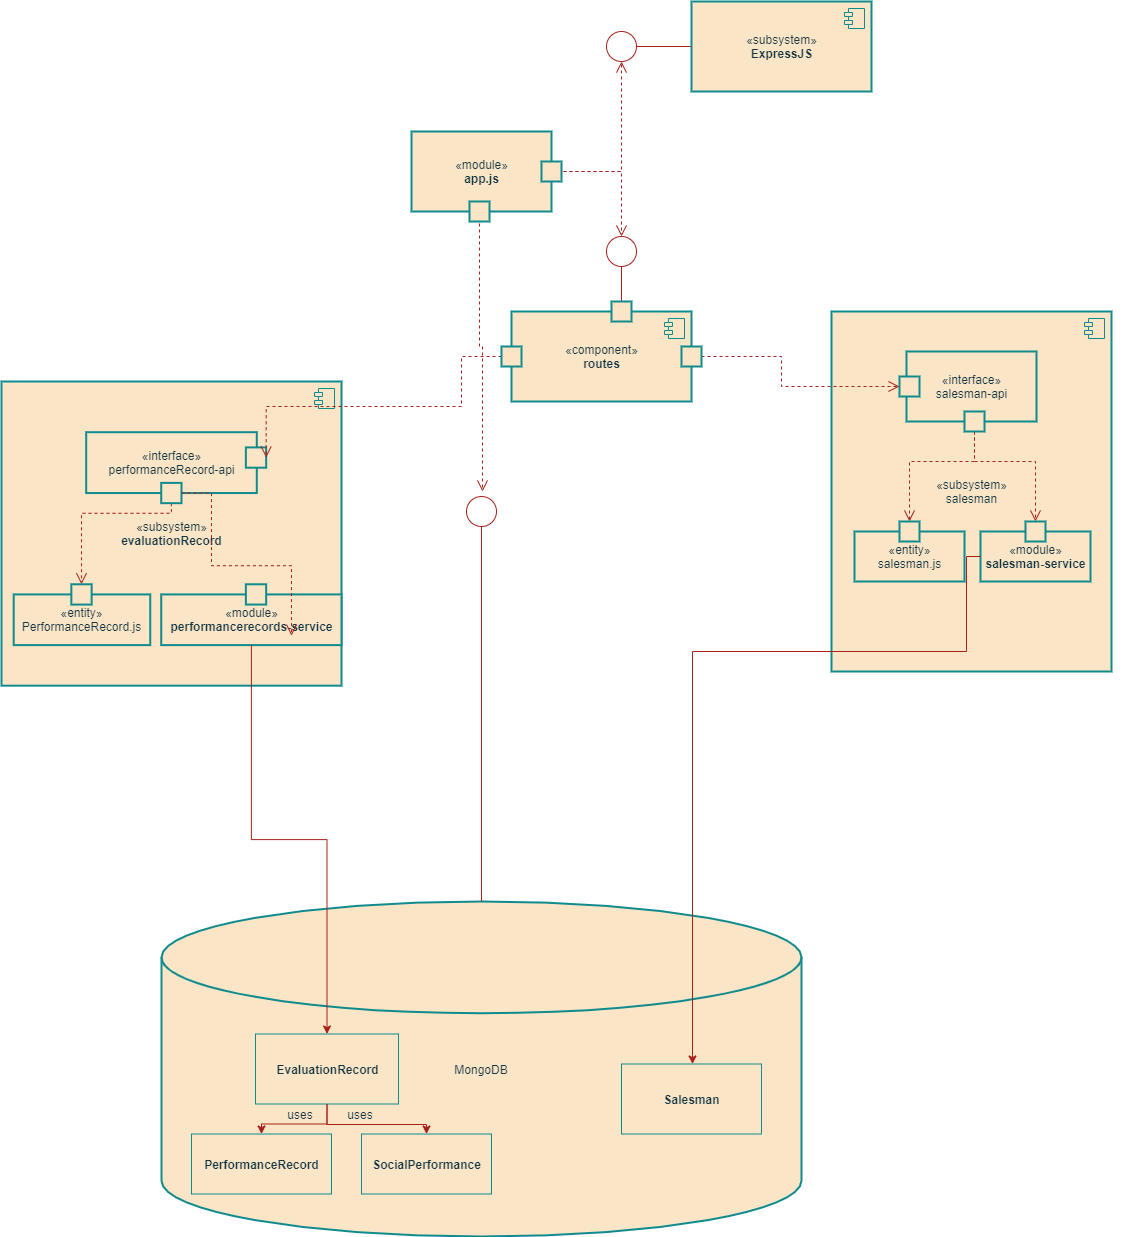 «subsystem»
ExpressJS
«module»
app.js
«component»
routes
«interface»
salesman-api
«subsystem»
salesman
«entity»
salesman.js
«module»
salesman-service
«interface»
performanceRecord-api
«subsystem»
evaluationRecord
«entity»
PerformanceRecord.js
«module»
performancerecords-service
EvaluationRecord
MongoDB
Salesman
uses
uses
PerformanceRecord
SocialPerformance